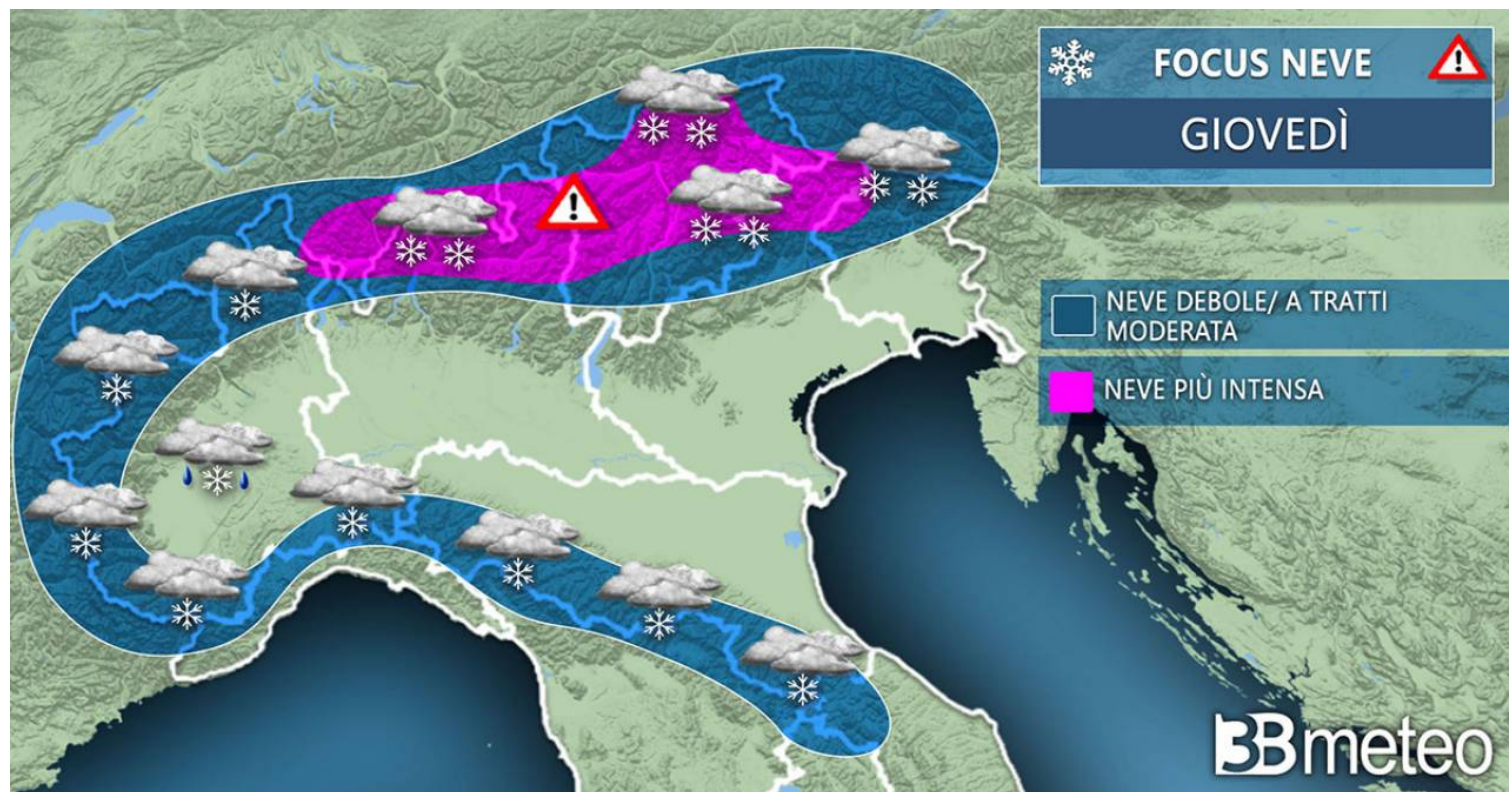 FOCUS NEVE
GIOVEDÌ
NEVE DEBOLE/ A TRATTI
MODERATA
NEVE PIÙ INTENSA
3Bmeteo